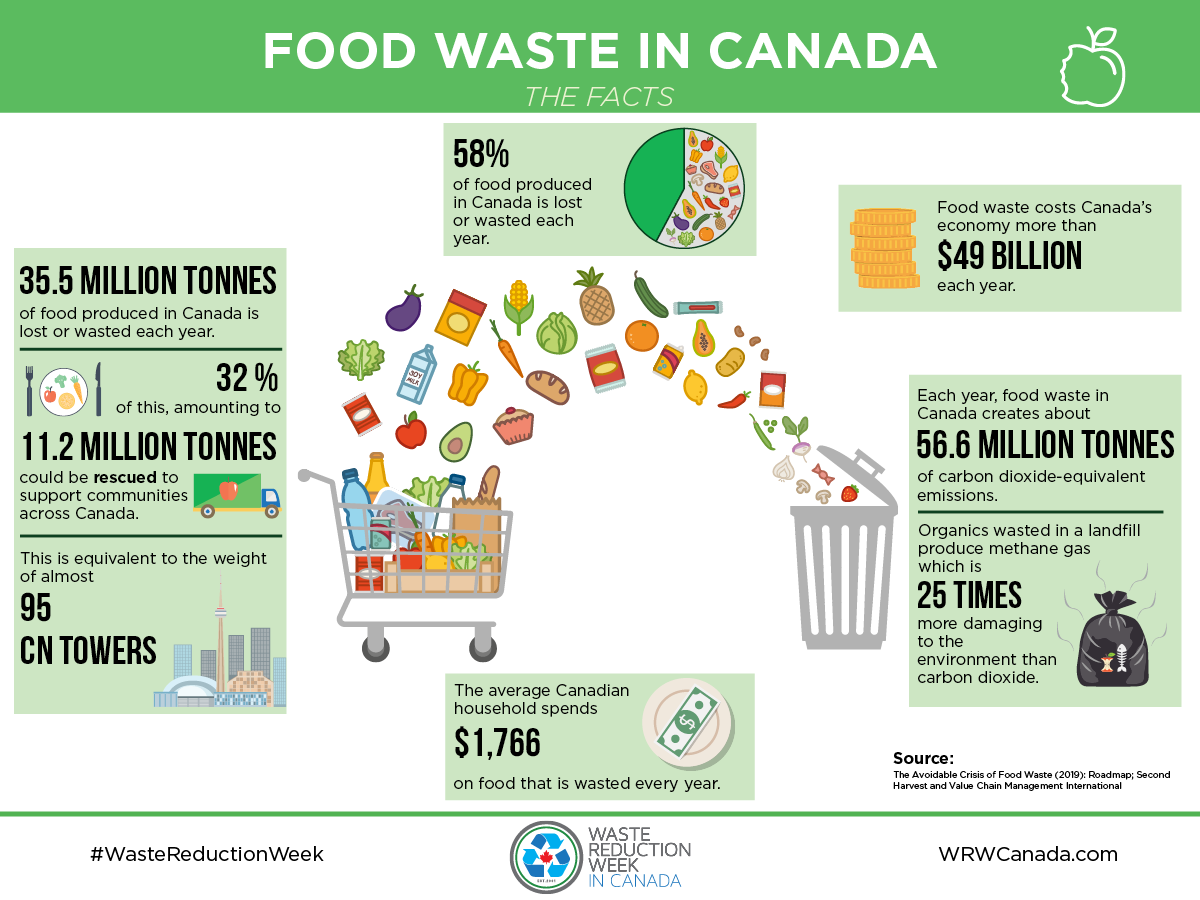 FOOD WASTE IN CANADA
THE FACTS
58%
of food produced
in Canada is lost
or wasted each
year.
Food waste costs Canada's
economy more than
$49 BILLION
each year.
35.5 MILLION TONNES
of food produced in Canada is
lost or wasted each year.
32 %
of this, amounting to
11.2 MILLION TONNES
could be rescued to
support communities
across Canada.
This is equivalent to the weight
of almost
95
CN TOWERS
SOY
MILK
Each year, food waste in
Canada creates about
56.6 MILLION TONNES
of carbon dioxide-equivalent
emissions.
Organics wasted in a landfill
produce methane gas
which is
25 TIMES
more damaging
to the
environment than
carbon dioxide.
The average Canadian
household spends
$1,766
on food that is wasted every year.
$
Source:
The Avoidable Crisis of Food Waste (2019): Roadmap; Second
Harvest and Value Chain Management International
#WasteReductionWeek
EST. 2001
WASTE
REDUCTION
WEEK
IN CANADA
WRWCanada.com